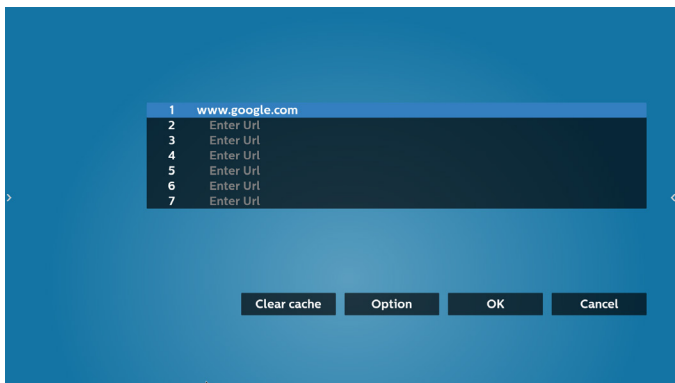 1 www.google.com
2 Enter Url
3 Enter Url
4 Enter Url
5 Enter Url
6 Enter Url
7 Enter Url
Clear cache Option OK Cancel